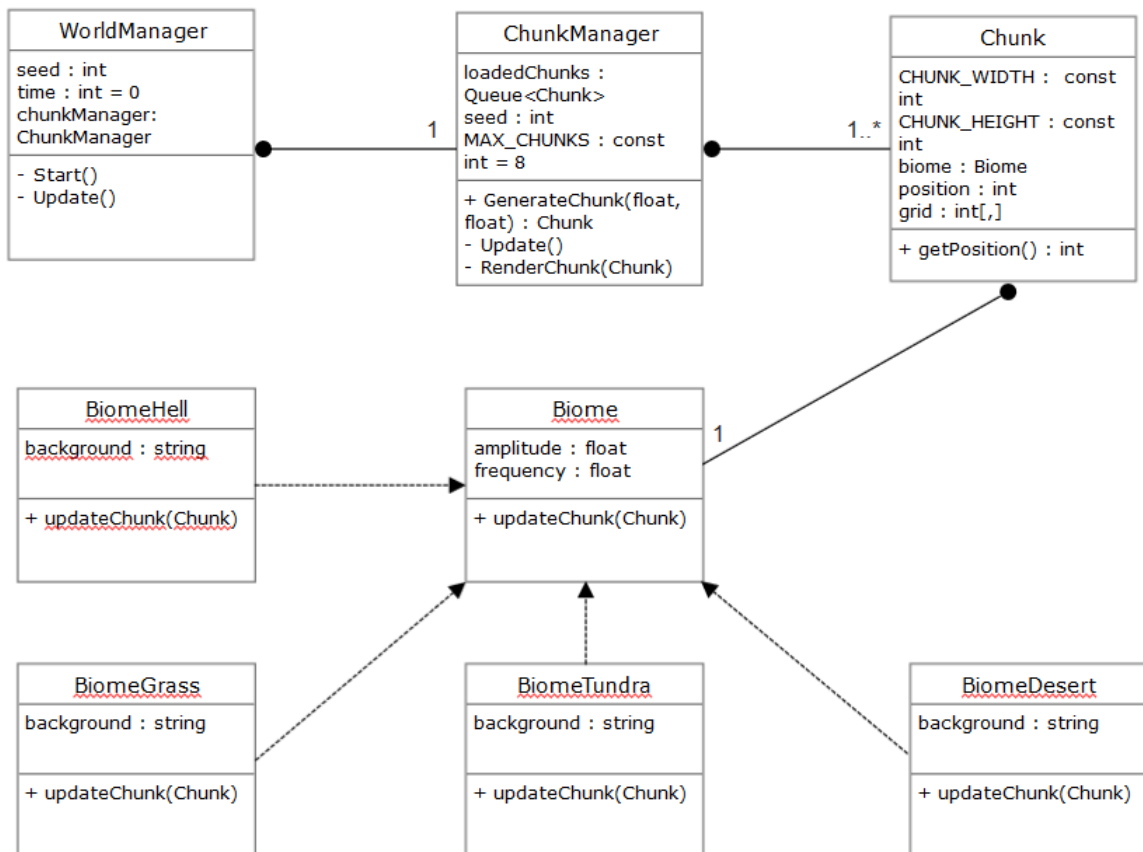 WorldManager
seed : int
time : int = 0
chunkManager:
ChunkManager
- Start()
- Update()
1
ChunkManager
loadedChunks :
Queue<Chunk>
seed : int
MAX_CHUNKS : const
int = 8
+ GenerateChunk(float,
float) : Chunk
- Update()
- RenderChunk(Chunk)
1..*
Chunk
CHUNK_WIDTH : const
int
CHUNK_HEIGHT : const
int
biome : Biome
position : int
grid : int[,]
+ getPosition() : int
BiomeHell
background : string
+ updateChunk(Chunk)
Biome
amplitude : float
frequency : float
+ updateChunk(Chunk)
1
BiomeGrass
background : string
+ updateChunk(Chunk)
BiomeTundra
background : string
+ updateChunk(Chunk)
BiomeDesert
background : string
+ updateChunk(Chunk)